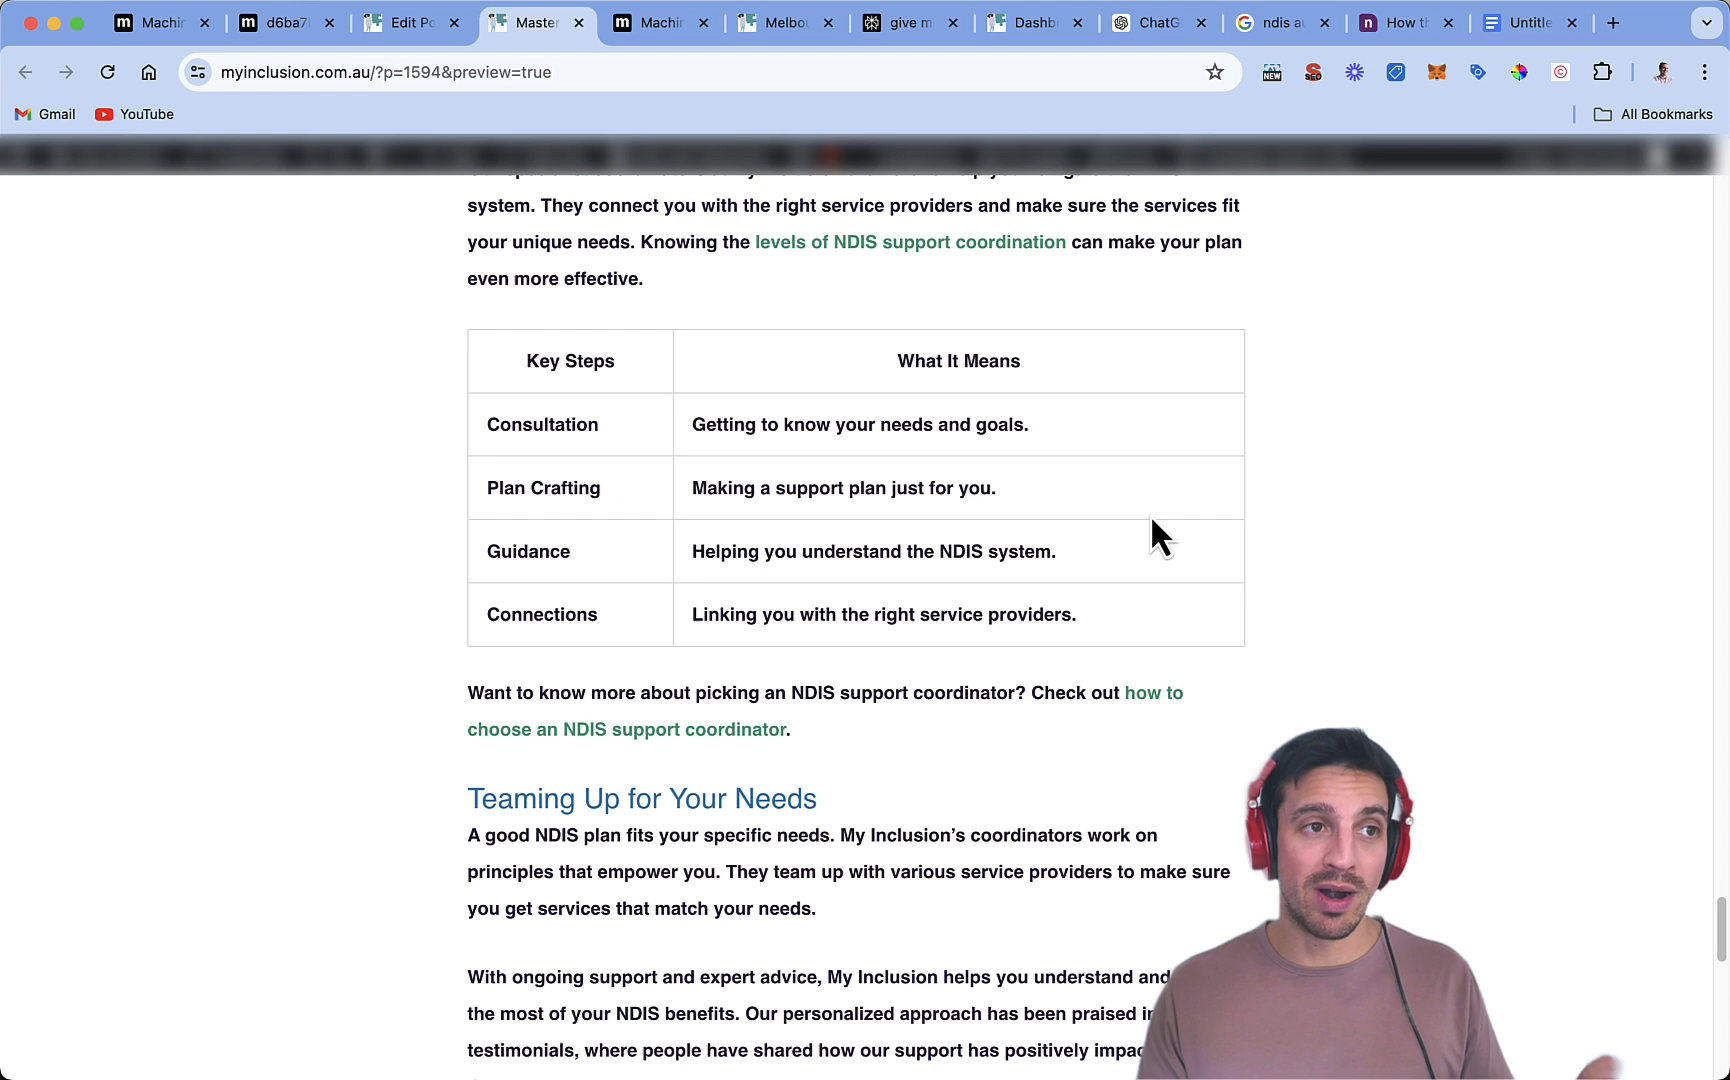 Machin
d6ba7
Edit Po
Master
Machin
Melbou
give m
Dashb
ChatG
ndis au
How th
Untitle
myinclusion.com.au/?p=1594&preview=true
NEW
SEO
Gmail
YouTube
All Bookmarks
system. They connect you with the right service providers and make sure the services fit
your unique needs. Knowing the levels of NDIS support coordination can make your plan
even more effective.
Key Steps
What It Means
Consultation
Getting to know your needs and goals.
Plan Crafting
Making a support plan just for you.
Guidance
Helping you understand the NDIS system.
Connections
Linking you with the right service providers.
Want to know more about picking an NDIS support coordinator? Check out how to
choose an NDIS support coordinator.
Teaming Up for Your Needs
A good NDIS plan fits your specific needs. My Inclusion’s coordinators work on
principles that empower you. They team up with various service providers to make sure
you get services that match your needs.
With ongoing support and expert advice, My Inclusion helps you understand and
the most of your NDIS benefits. Our personalized approach has been praised in
testimonials, where people have shared how our support has positively impac